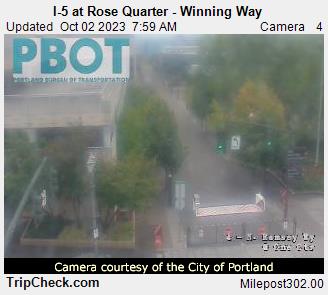 I-5 at Rose Quarter - Winning Way
Updated Oct 02 2023 7:59 AM Camera 4
PBOT
PORTLAND BUREAU OF TRANSPORTATION
Camera courtesy of the City of Portland
TripCheck.com Milepost302.00